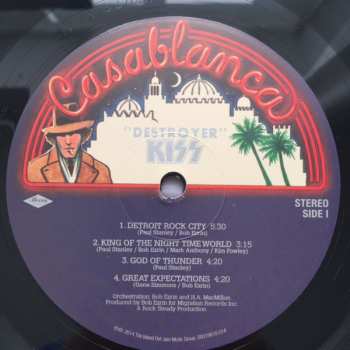 Casablanca
"DESTROYER"
KISS
STEREO
SIDE 1
1. DETROIT ROCK CITY 5:30
(Paul Stanley / Bob Ezrin)
2. KING OF THE NIGHT TIME WORLD 3:15
(Paul Stanley / Bob Ezrin / Mark Anthony / Kim Fowley)
3. GOD OF THUNDER 4:20
(Paul Stanley)
4. GREAT EXPECTATIONS 4:20
(Gene Simmons / Bob Ezrin)
Orchestration: Bob Ezrin and H.A. MacMillan.
Produced by Bob Ezrin for Migration Records Inc.
& Rock Steady Production